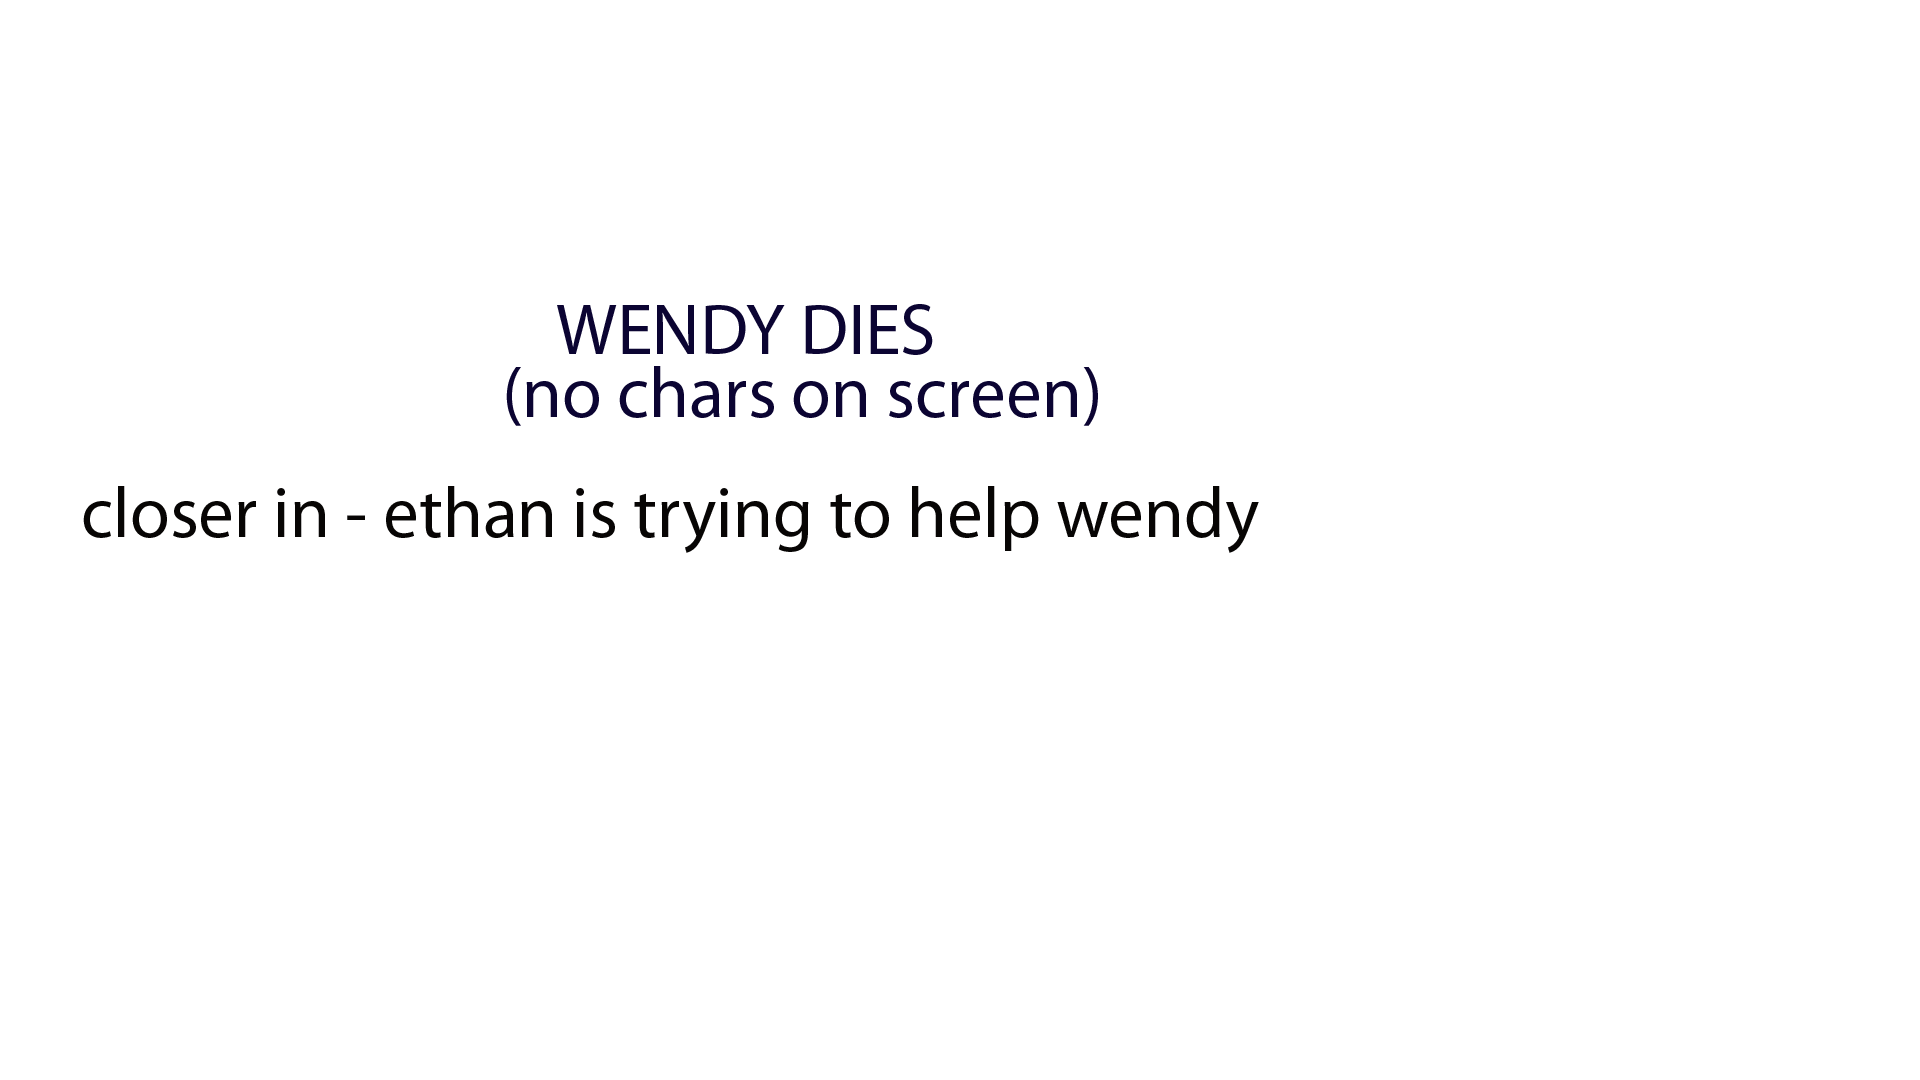 WENDY DIES
(no chars on screen)
closer in - ethan is trying to help wendy